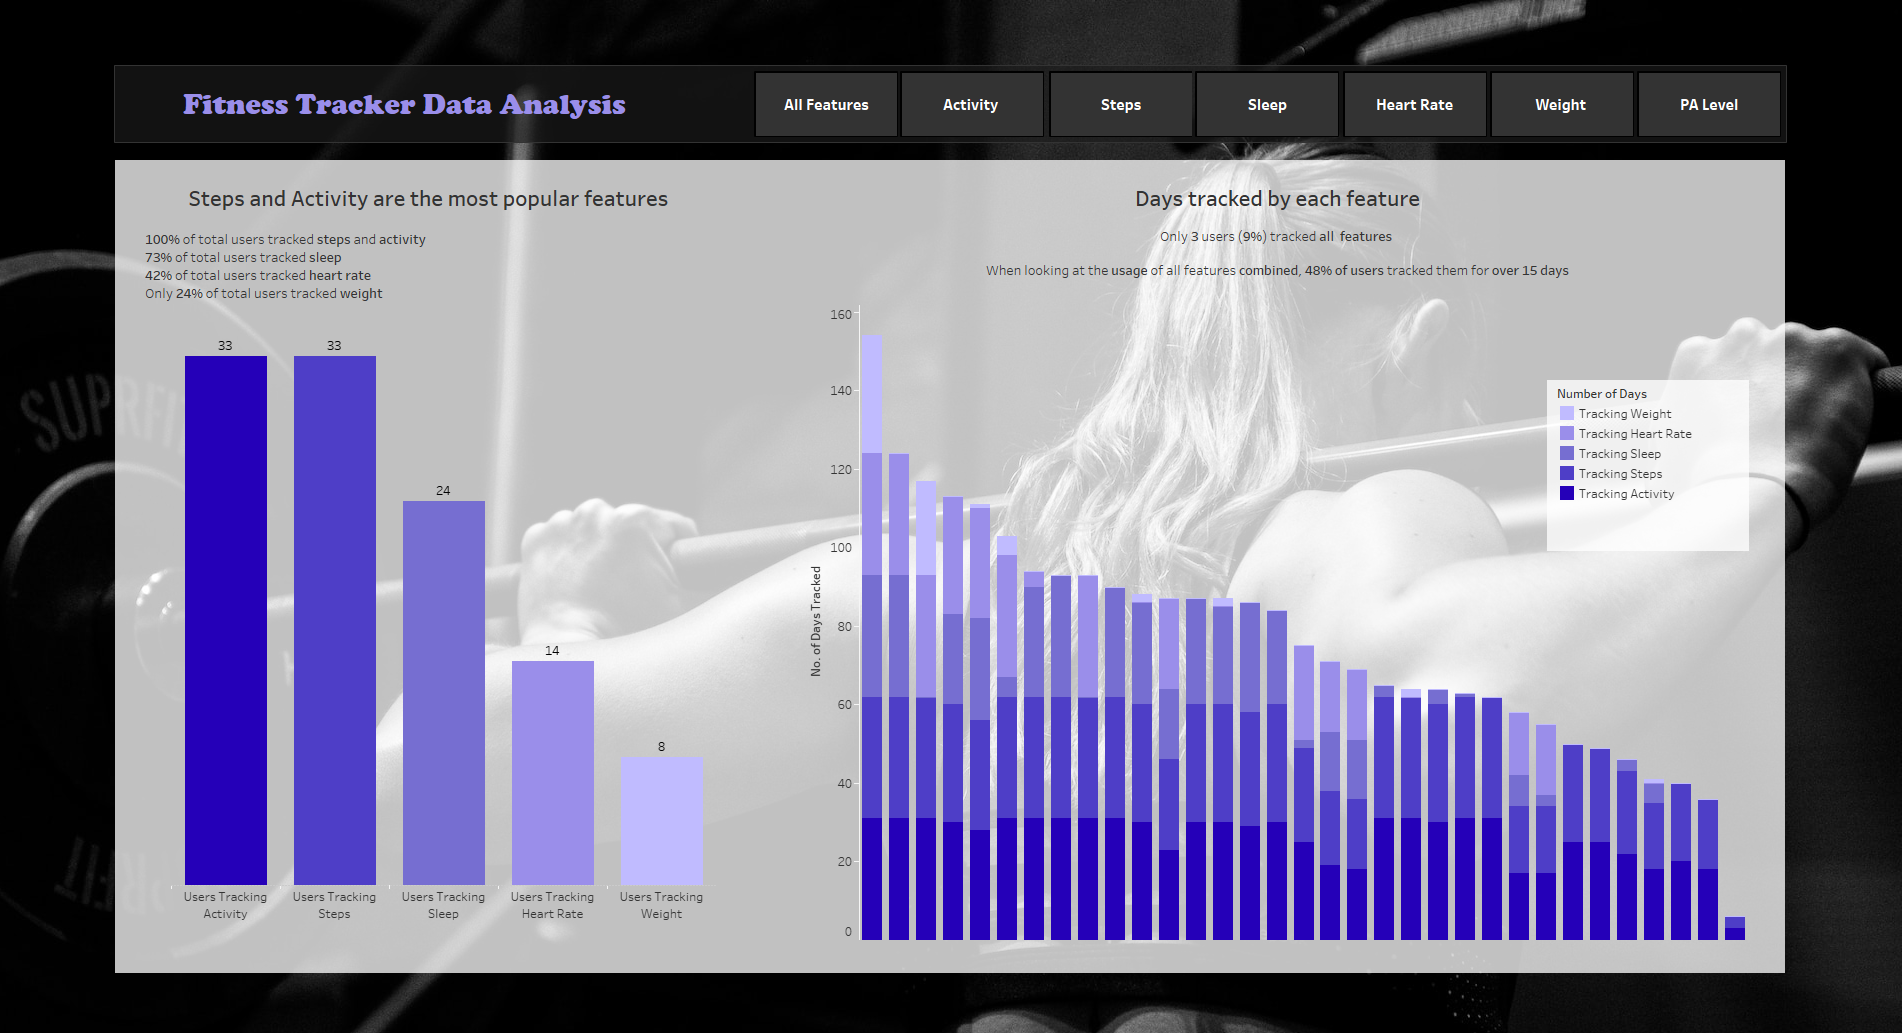 Fitness Tracker Data Analysis
All Features
Activity
Steps
Sleep
Heart Rate
Weight
PA Level
Steps and Activity are the most popular features
100% of total users tracked steps and activity
73% of total users tracked sleep
42% of total users tracked heart rate
Only 24% of total users tracked weight
33
33
24
14
8
Users Tracking
Activity
Users Tracking
Steps
Users Tracking
Sleep
Users Tracking
Heart Rate
Users Tracking
Weight
Days tracked by each feature
Only 3 users (9%) tracked all features
When looking at the usage of all features combined, 48% of users tracked them for over 15 days
No. of Days Tracked
160
140
120
100
80
60
40
20
0
Number of Days
Tracking Weight
Tracking Heart Rate
Tracking Sleep
Tracking Steps
Tracking Activity